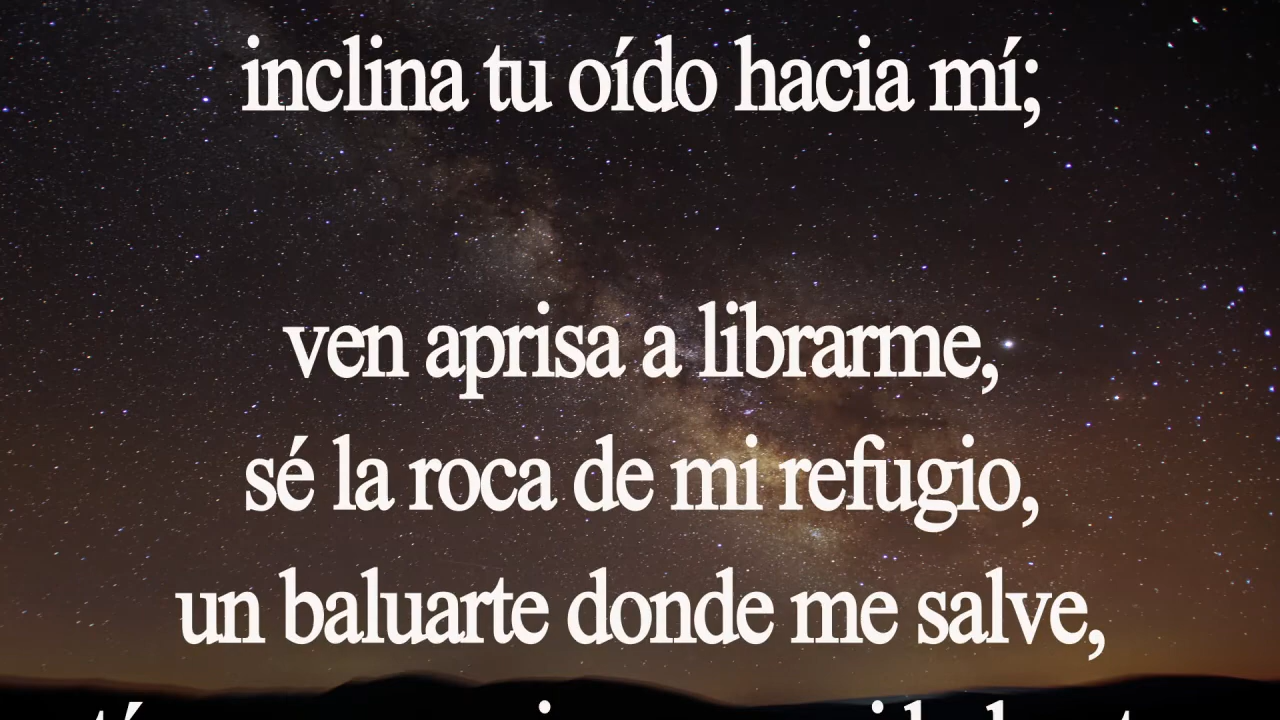 inclina tu oído hacia mí;
ven aprisa a librarme,
sé la roca de mi refugio,
un baluarte donde me salve,